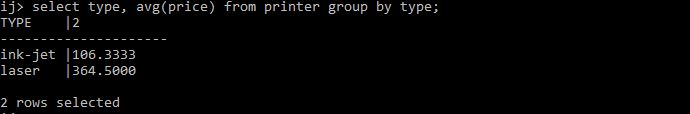 ij> select type, avg(price) from printer group by type;
TYPE    |2
---------------------
ink-jet |106.3333
laser   |364.5000

2 rows selected